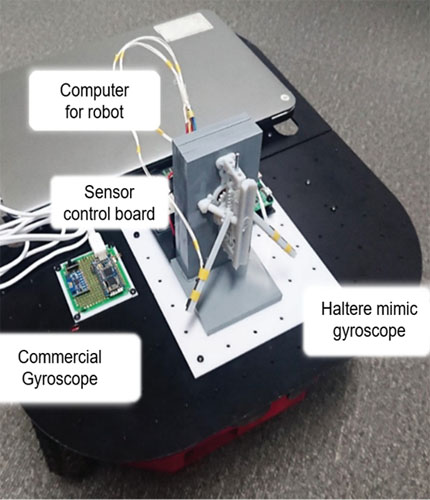 Computer
for robot
Sensor
control board
Haltere mimic
gyroscope
Commercial
Gyroscope